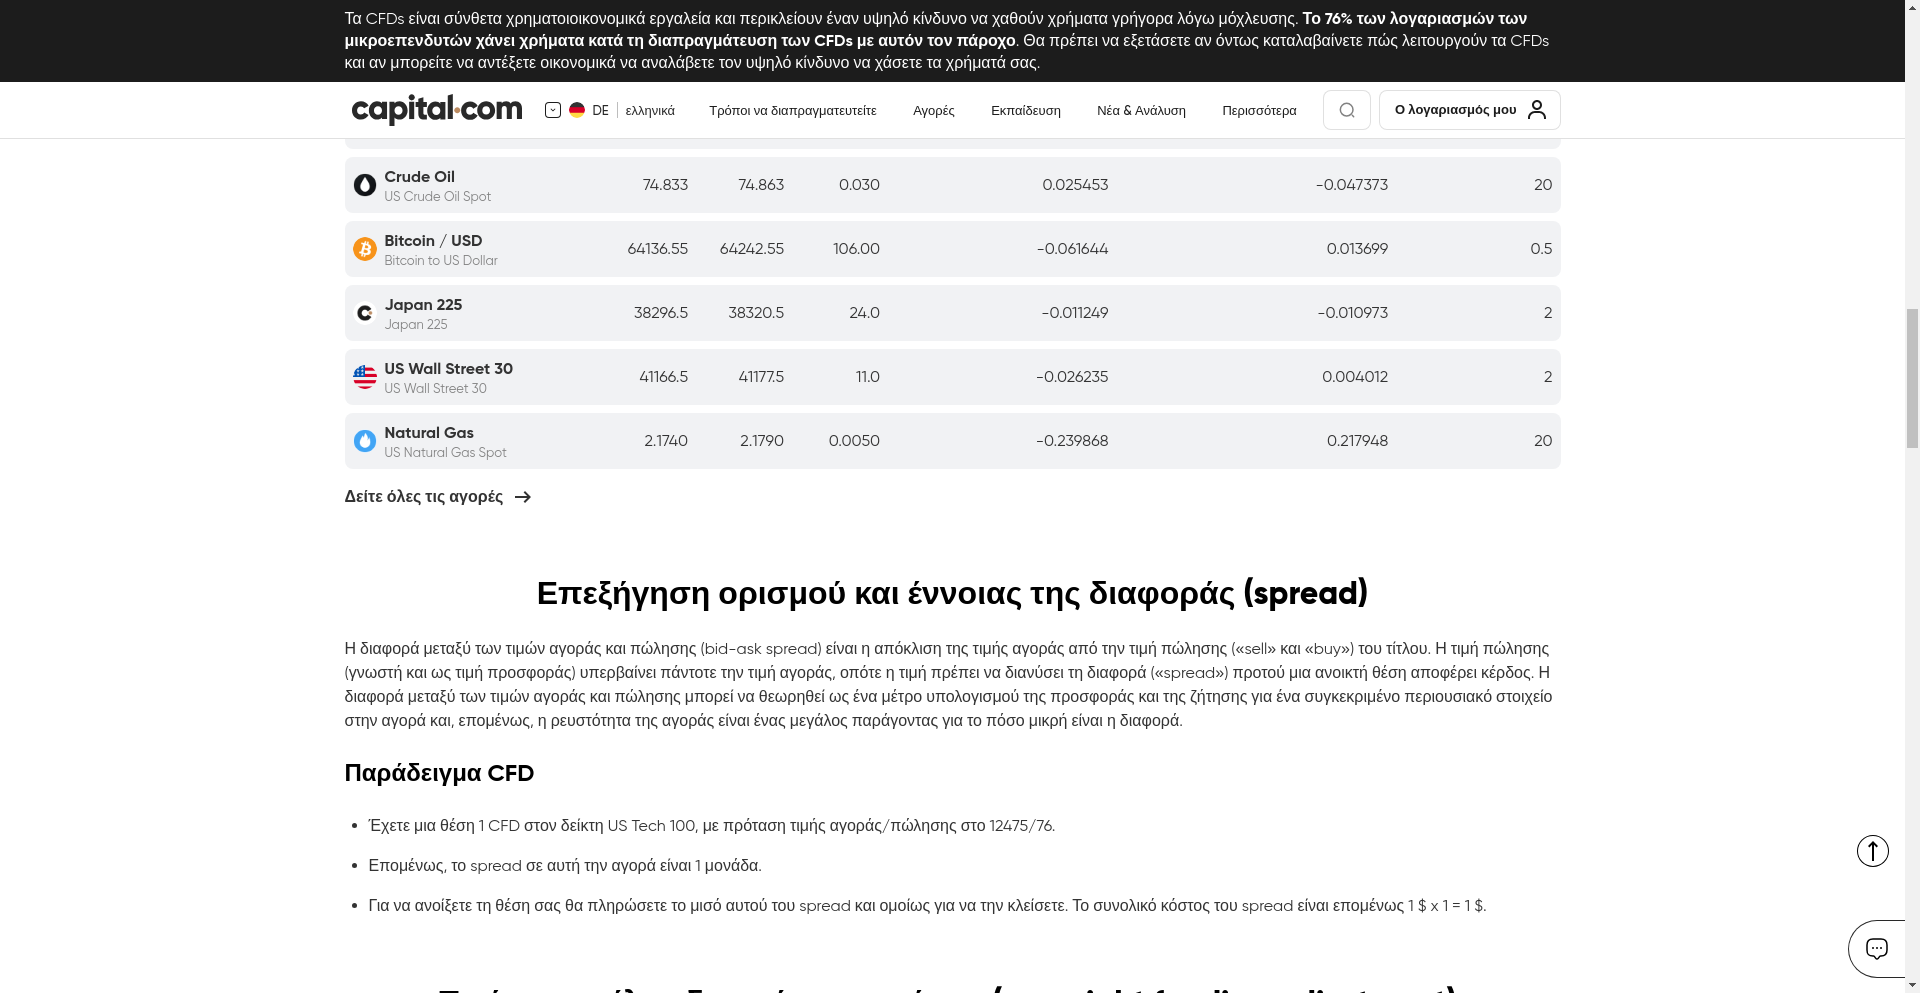 Τα CFDs είναι σύνθετα χρηματοιοικονομικά εργαλεία και περικλείουν έναν υψηλό κίνδυνο να χαθούν χρήματα γρήγορα λόγω μόχλευσης. Το 76% των λογαριασμών των
μικροεπενδυτών χάνει χρήματα κατά τη διαπραγμάτευση των CFDs με αυτόν τον πάροχο. Θα πρέπει να εξετάσετε αν όντως καταλαβαίνετε πώς λειτουργούν τα CFDs
και αν μπορείτε να αντέξετε οικονομικά να αναλάβετε τον υψηλό κίνδυνο να χάσετε τα χρήματά σας.
capital.com DE ελληνικά Τρόποι να διαπραγματευτείτε Αγορές Εκπαίδευση Νέα & Ανάλυση Περισσότερα Ο λογαριασμός μου
Crude Oil
US Crude Oil Spot
74.833 74.863 0.030 0.025453 -0.047373 20
Bitcoin / USD
Bitcoin to US Dollar
64136.55 64242.55 106.00 -0.061644 0.013699 0.5
Japan 225
Japan 225
38296.5 38320.5 24.0 -0.011249 -0.010973 2
US Wall Street 30
US Wall Street 30
41166.5 41177.5 11.0 -0.026235 0.004012 2
Natural Gas
US Natural Gas Spot
2.1740 2.1790 0.0050 -0.239868 0.217948 20
Δείτε όλες τις αγορές
Επεξήγηση ορισμού και έννοιας της διαφοράς (spread)
Η διαφορά μεταξύ των τιμών αγοράς και πώλησης (bid-ask spread) είναι η απόκλιση της τιμής αγοράς από την τιμή πώλησης («sell» και «buy») του τίτλου. Η τιμή πώλησης
(γνωστή και ως τιμή προσφοράς) υπερβαίνει πάντοτε την τιμή αγοράς, οπότε η τιμή πρέπει να διανύσει τη διαφορά («spread») προτού μια ανοικτή θέση αποφέρει κέρδος. Η
διαφορά μεταξύ των τιμών αγοράς και πώλησης μπορεί να θεωρηθεί ως ένα μέτρο υπολογισμού της προσφοράς και της ζήτησης για ένα συγκεκριμένο περιουσιακό στοιχείο
στην αγορά και, επομένως, η ρευστότητα της αγοράς είναι ένας μεγάλος παράγοντας για το πόσο μικρή είναι η διαφορά.
Παράδειγμα CFD
• Έχετε μια θέση 1 CFD στον δείκτη US Tech 100, με πρόταση τιμής αγοράς/πώλησης στο 12475/76.
• Επομένως, το spread σε αυτή την αγορά είναι 1 μονάδα.
• Για να ανοίξετε τη θέση σας θα πληρώσετε το μισό αυτού του spread και ομοίως για να την κλείσετε. Το συνολικό κόστος του spread είναι επομένως 1 $ x 1 = 1 $.